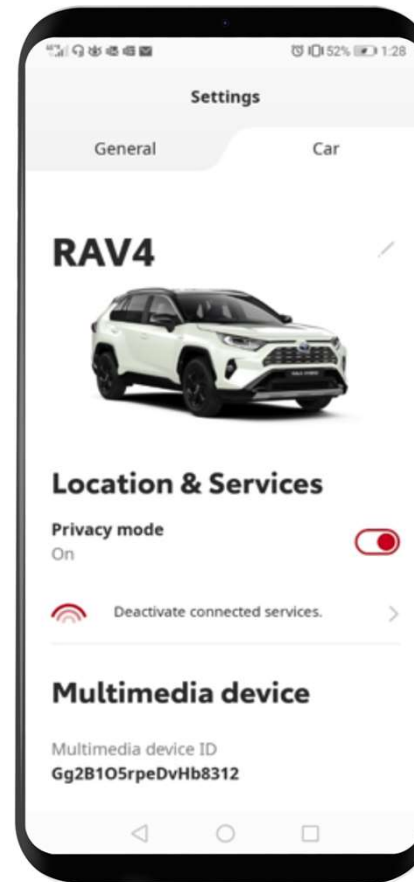 52% 1:28
Settings
General Car
RAV4
Location & Services
Privacy mode
On
Deactivate connected services.
Multimedia device
Multimedia device ID
Gg2B1O5rpeDvHb8312